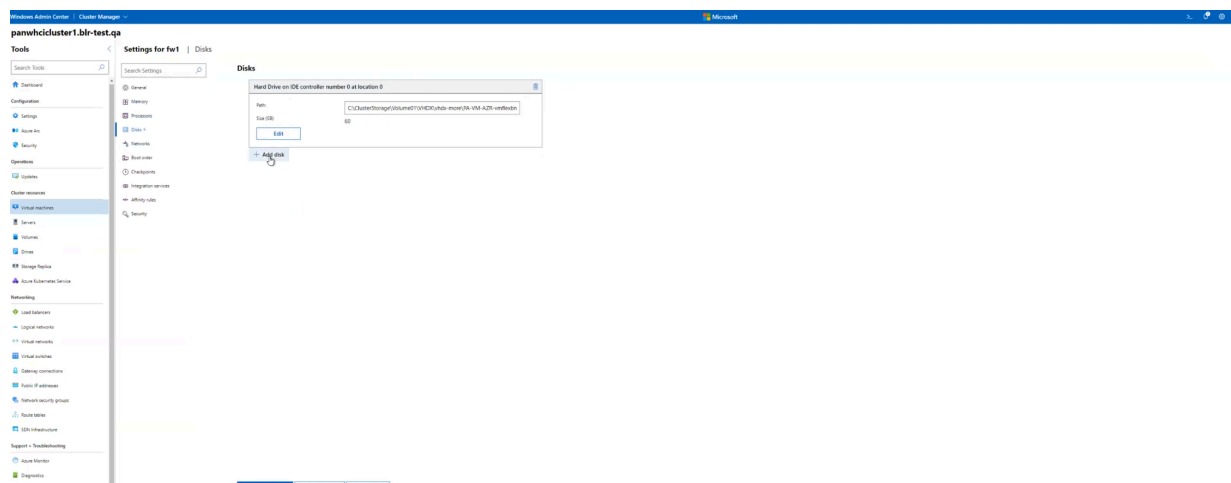 Windows Admin Center | Cluster Manager
Microsoft
panwhcicluster1.blr-test.qa
Tools
Search Tools
Dashboard
Configuration
Settings
Azure Arc
Security
Operations
Updates
Cluster resources
Virtual machines
Servers
Volumes
Drives
Storage Replica
Azure Kubernetes Service
Networking
Load balancers
Logical networks
Virtual networks
Virtual switches
Gateway connections
Public IP addresses
Network security groups
Route tables
SDN Infrastructure
Support + Troubleshooting
Azure Monitor
Diagnostics
Settings for fw1 | Disks
Search Settings
General
Memory
Processors
Disks *
Networks
Boot order
Checkpoints
Integration services
Affinity rules
Security
Disks
Hard Drive on IDE controller number 0 at location 0
Path:
C:\ClusterStorage\Volume01\VHDX\vhdx-more\PA-VM-AZR-vmflexbn
Size (GB):
60
Edit
+ Add disk